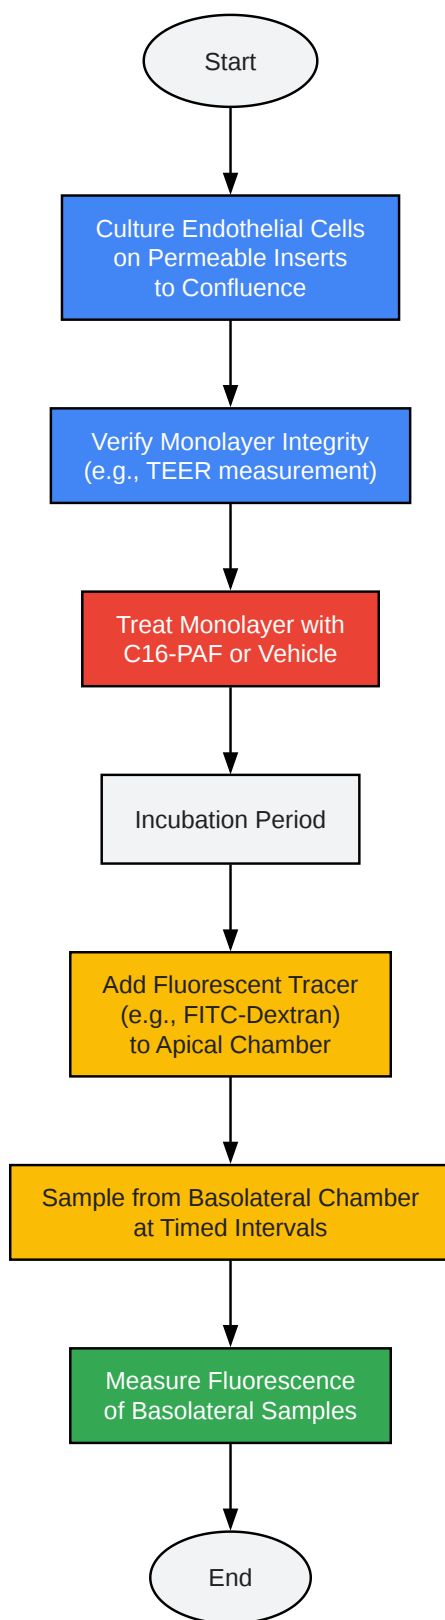 Start
Culture Endothelial Cells
on Permeable Inserts
to Confluence
Verify Monolayer Integrity
(e.g., TEER measurement)
Treat Monolayer with
C16-PAF or Vehicle
Incubation Period
Add Fluorescent Tracer
(e.g., FITC-Dextran)
to Apical Chamber
Sample from Basolateral Chamber
at Timed Intervals
Measure Fluorescence
of Basolateral Samples
End